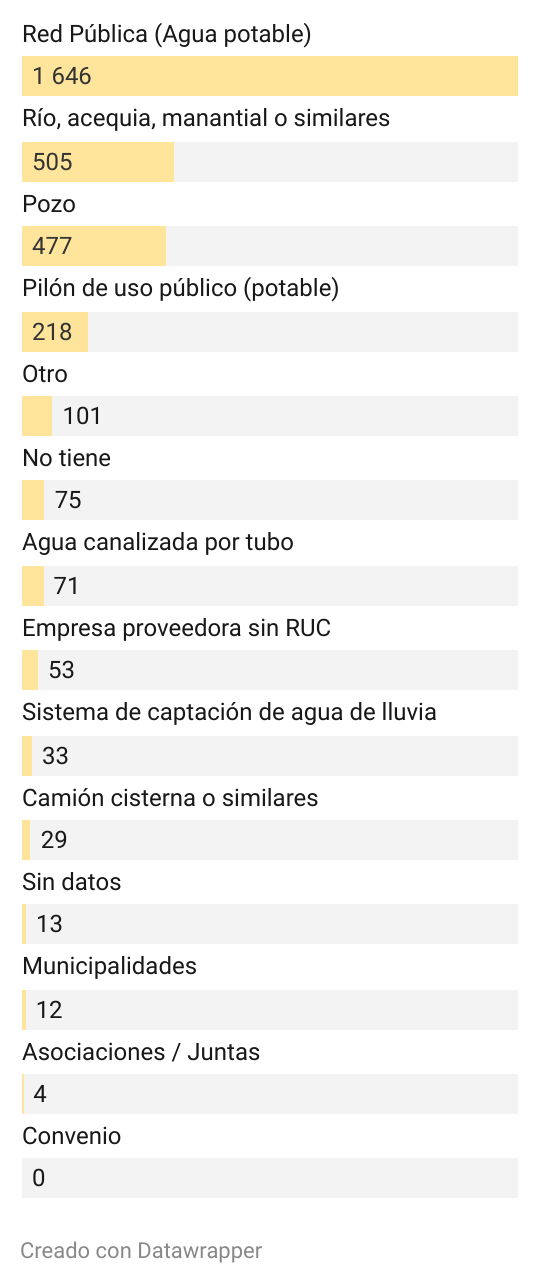 Red Pública (Agua potable)
1 646
Río, acequia, manantial o similares
505
Pozo
477
Pilón de uso público (potable)
218
Otro
101
No tiene
75
Agua canalizada por tubo
71
Empresa proveedora sin RUC
53
Sistema de captación de agua de lluvia
33
Camión cisterna o similares
29
Sin datos
13
Municipalidades
12
Asociaciones / Juntas
4
Convenio
0
Creado con Datawrapper